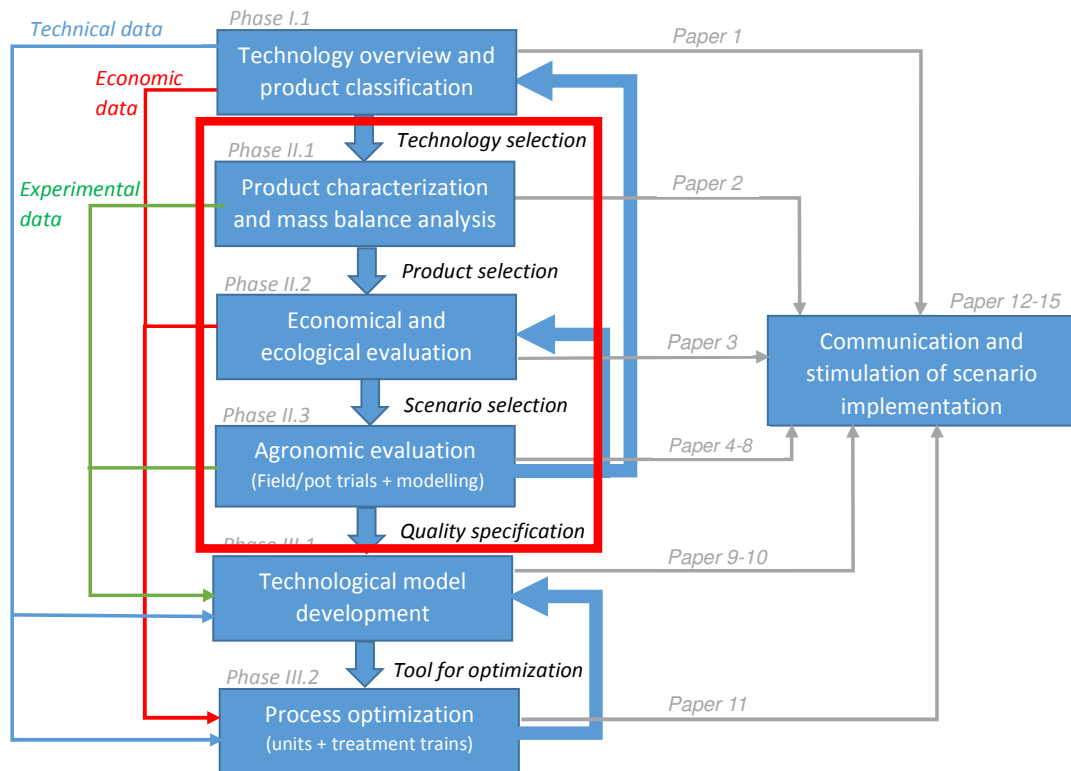 Phase I.1
Technical data
Technology overview and
product classification
Paper 1
Economic
data
Technology selection
Phase II.1
Experimental
data
Product characterization
and mass balance analysis
Paper 2
Product selection
Phase II.2
Economical and
ecological evaluation
Paper 3
Paper 12-15
Communication and
stimulation of scenario
implementation
Scenario selection
Phase II.3
Agronomic evaluation
(Field/pot trials + modelling)
Paper 4-8
Quality specification
Phase III.1
Technological model
development
Paper 9-10
Tool for optimization
Phase III.2
Process optimization
(units + treatment trains)
Paper 11